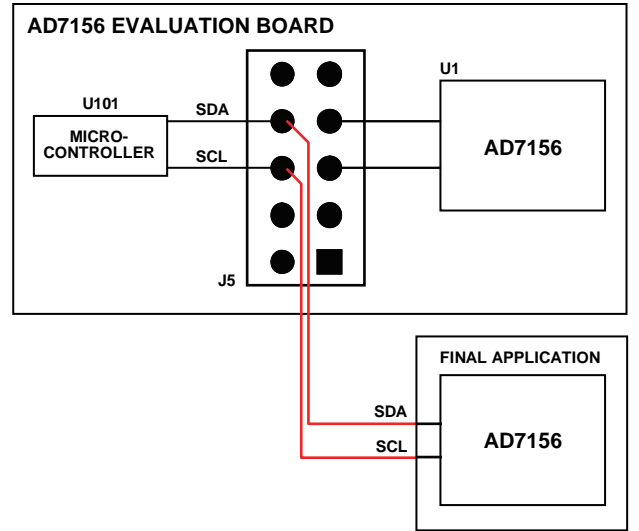 AD7156 EVALUATION BOARD
U101
MICRO-
CONTROLLER
SDA
SCL
J5
U1
AD7156
FINAL APPLICATION
SDA
SCL
AD7156